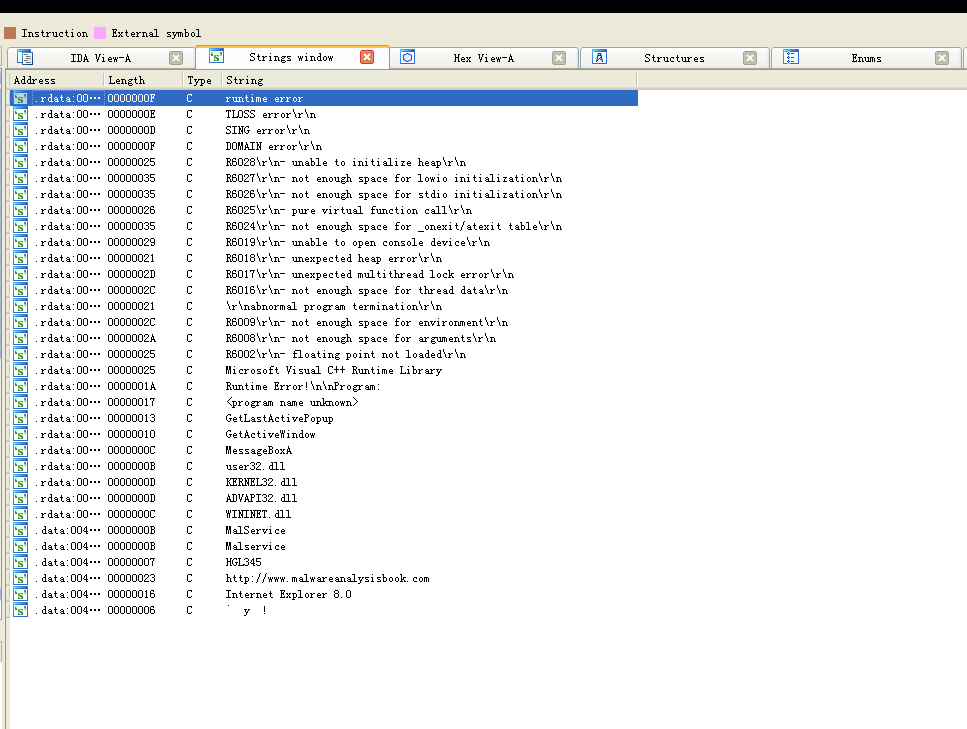 Instruction External symbol
IDA View-A Strings window Hex View-A Structures Enums
Address Length Type String
.rdata:00··· 0000000F C runtime error
.rdata:00··· 0000000E C TLOSS error\r\n
.rdata:00··· 0000000D C SING error\r\n
.rdata:00··· 0000000F C DOMAIN error\r\n
.rdata:00··· 00000025 C R6028\r\n- unable to initialize heap\r\n
.rdata:00··· 00000035 C R6027\r\n- not enough space for lowio initialization\r\n
.rdata:00··· 00000035 C R6026\r\n- not enough space for stdio initialization\r\n
.rdata:00··· 00000026 C R6025\r\n- pure virtual function call\r\n
.rdata:00··· 00000035 C R6024\r\n- not enough space for _onexit/atexit table\r\n
.rdata:00··· 00000029 C R6019\r\n- unable to open console device\r\n
.rdata:00··· 00000021 C R6018\r\n- unexpected heap error\r\n
.rdata:00··· 0000002D C R6017\r\n- unexpected multithread lock error\r\n
.rdata:00··· 0000002C C R6016\r\n- not enough space for thread data\r\n
.rdata:00··· 00000021 C \r\nabnormal program termination\r\n
.rdata:00··· 0000002C C R6009\r\n- not enough space for environment\r\n
.rdata:00··· 0000002A C R6008\r\n- not enough space for arguments\r\n
.rdata:00··· 00000025 C R6002\r\n- floating point not loaded\r\n
.rdata:00··· 00000025 C Microsoft Visual C++ Runtime Library
.rdata:00··· 0000001A C Runtime Error!\n\nProgram:
.rdata:00··· 00000017 C <program name unknown>
.rdata:00··· 00000013 C GetLastActivePopup
.rdata:00··· 00000010 C GetActiveWindow
.rdata:00··· 0000000C C MessageBoxA
.rdata:00··· 0000000B C user32.dll
.rdata:00··· 0000000D C KERNEL32.dll
.rdata:00··· 0000000D C ADVAPI32.dll
.rdata:00··· 0000000C C WININET.dll
.data:004··· 0000000B C MalService
.data:004··· 0000000B C Malservice
.data:004··· 00000007 C HGL345
.data:004··· 00000023 C http://www.malwareanalysisbook.com
.data:004··· 00000016 C Internet Explorer 8.0
.data:004··· 00000006 C ` y !